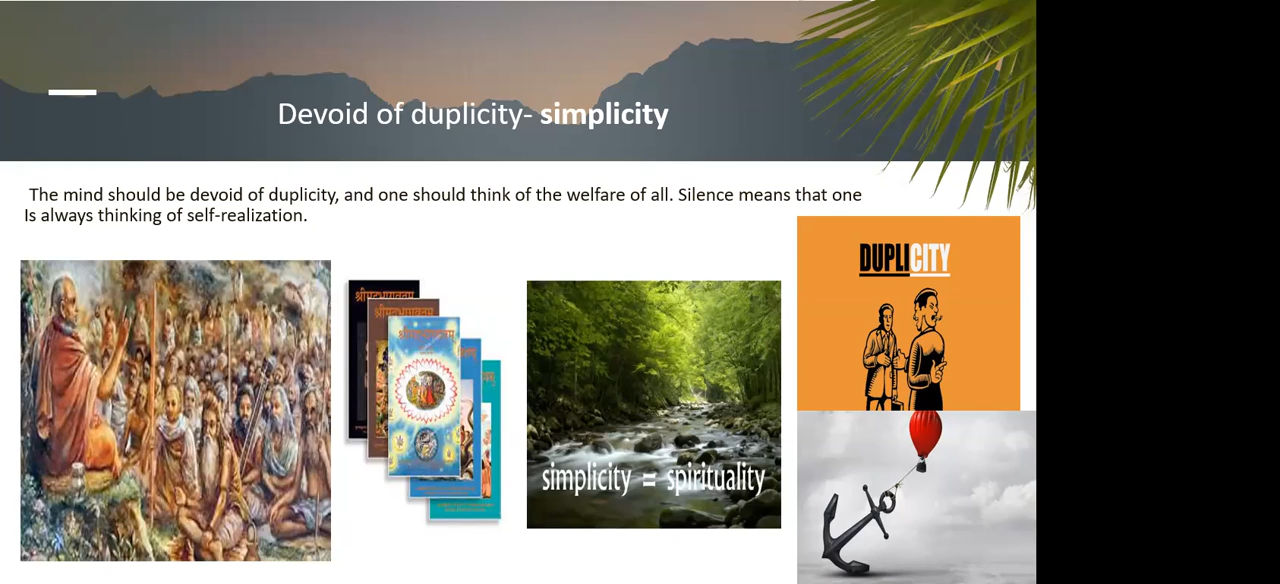 Devoid of duplicity- simplicity
The mind should be devoid of duplicity, and one should think of the welfare of all. Silence means that one
Is always thinking of self-realization.
DUPLICITY
simplicity = spirituality